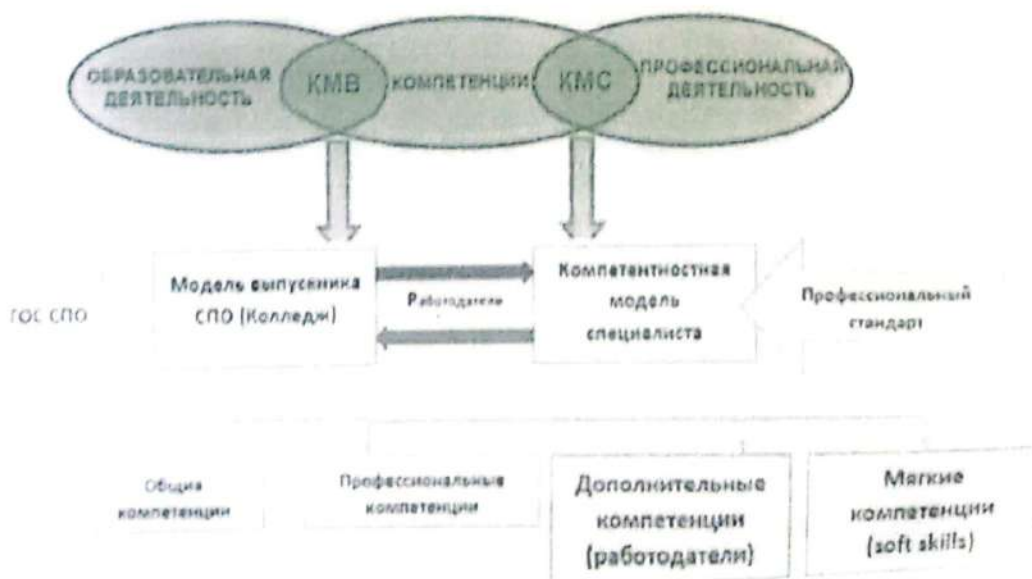 ОБРАЗОВАТЕЛЬНАЯ
ДЕЯТЕЛЬНОСТЬ
КМВ
КОМПЕТЕНЦИИ
КМС
ПРОФЕССИОНАЛЬНАЯ
ДЕЯТЕЛЬНОСТЬ
ГОС СПО
Модель выпускника
СПО (Колледж)
Работодатели
Компетентностная
модель
специалиста
Профессиональный
стандарт
Общия
компетенции
Профессиональные
компетенции
Дополнительные
компетенции
(работодатели)
Мягкие
компетенции
(soft skills)